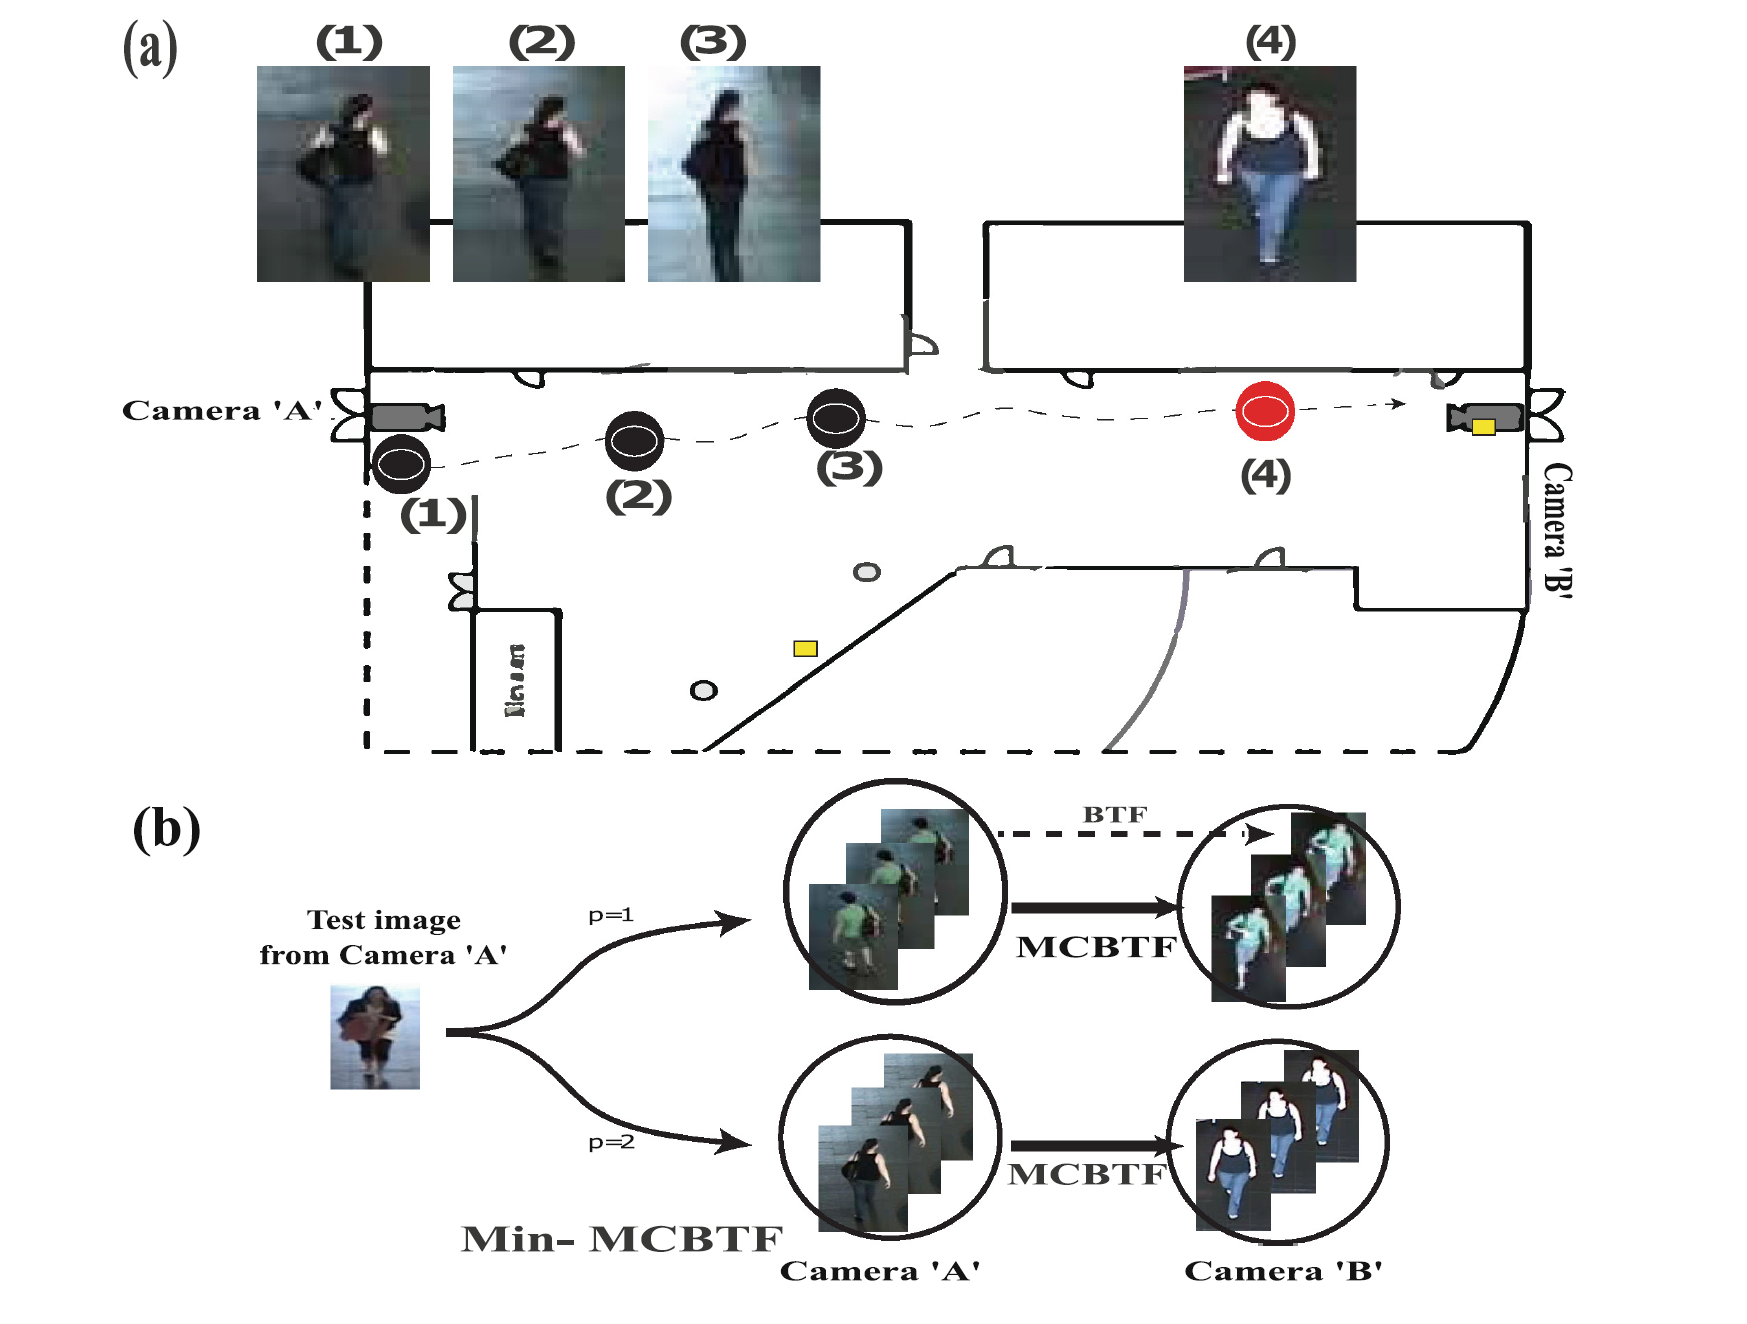 (a)
(1) (2) (3) (4)
Camera 'A'
(1)
(2)
(3)
(4)
Camera 'B'
(b)
BTF
p=1
Test image
from Camera 'A'
MCBTF
p=2
MCBTF
Min- MCBTF
Camera 'A'
Camera 'B'